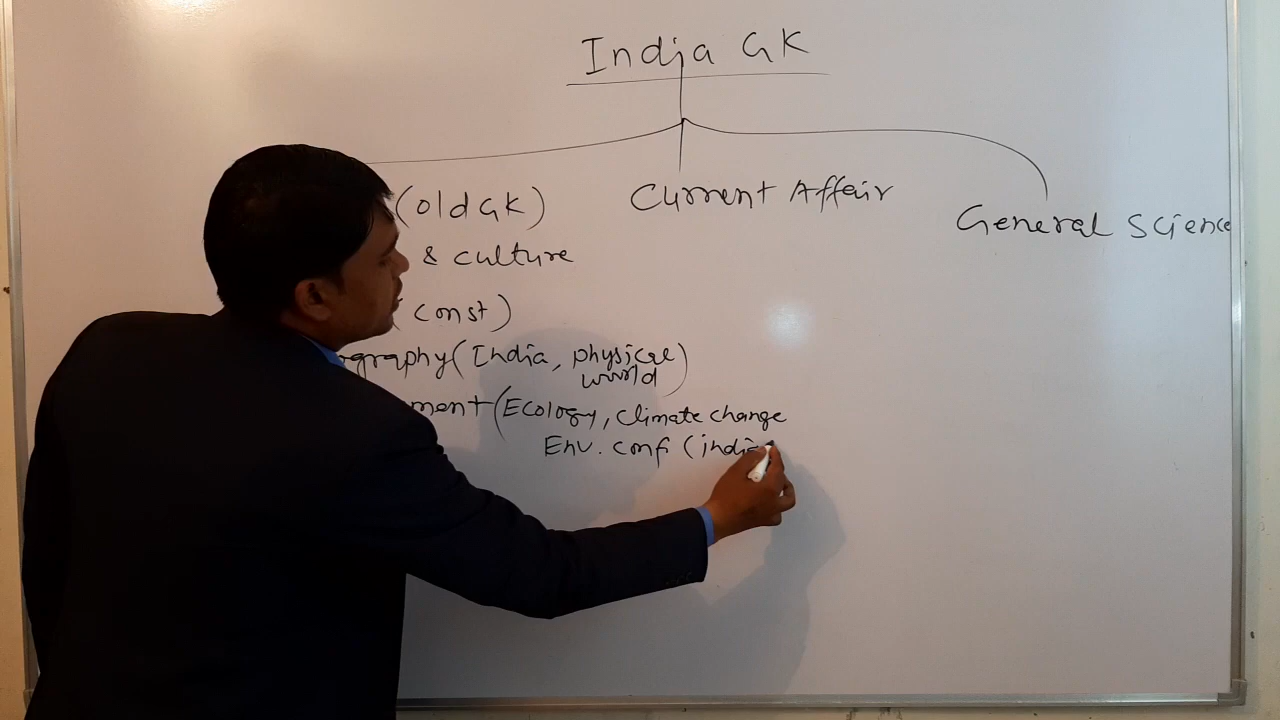 India GK
(old GK)
Current Affair
General Science
& culture
const)
ography (India, physical
world)
ment (Ecology, climate change
Env. conf (india